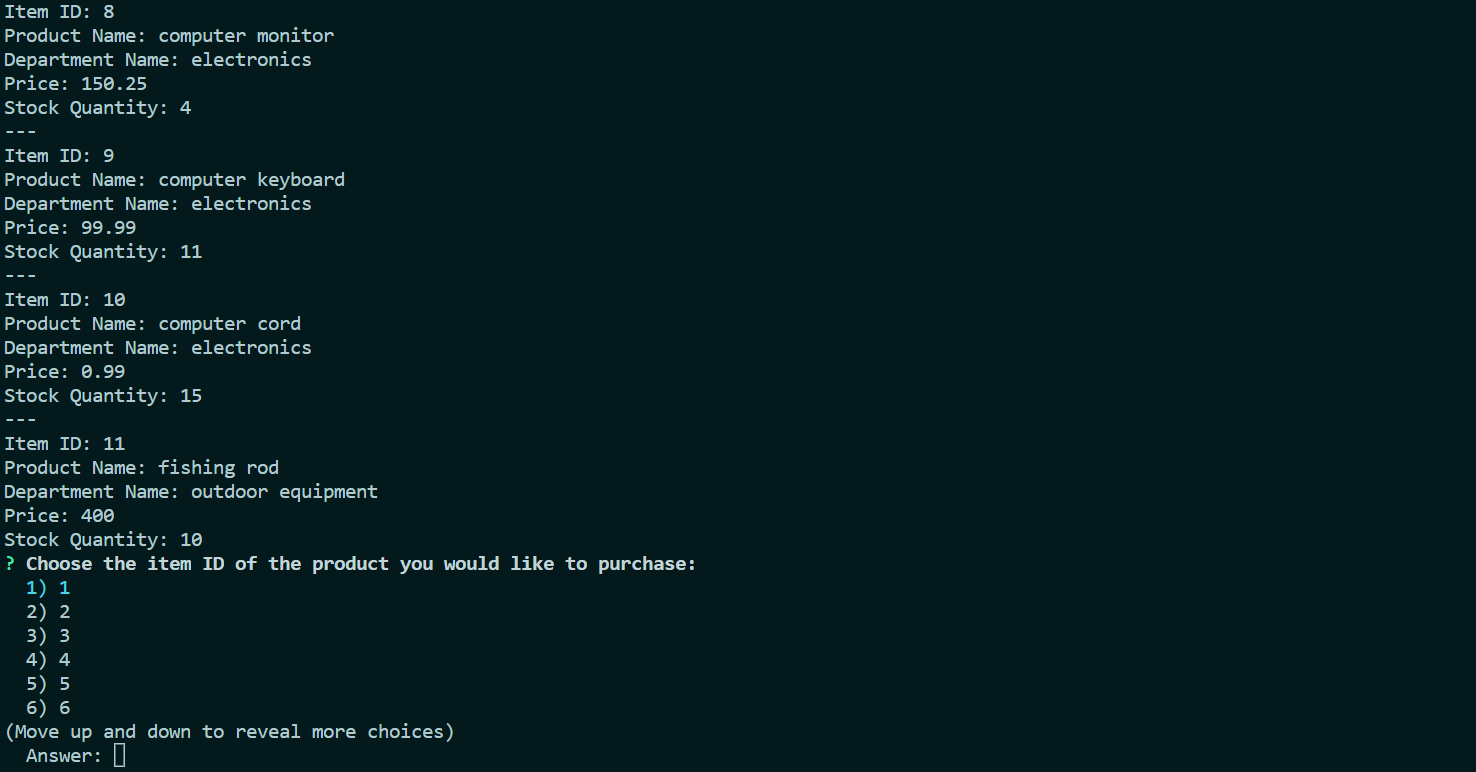 Item ID: 8
Product Name: computer monitor
Department Name: electronics
Price: 150.25
Stock Quantity: 4
---
Item ID: 9
Product Name: computer keyboard
Department Name: electronics
Price: 99.99
Stock Quantity: 11
---
Item ID: 10
Product Name: computer cord
Department Name: electronics
Price: 0.99
Stock Quantity: 15
---
Item ID: 11
Product Name: fishing rod
Department Name: outdoor equipment
Price: 400
Stock Quantity: 10
? Choose the item ID of the product you would like to purchase:
1) 1
2) 2
3) 3
4) 4
5) 5
6) 6
(Move up and down to reveal more choices)
Answer: